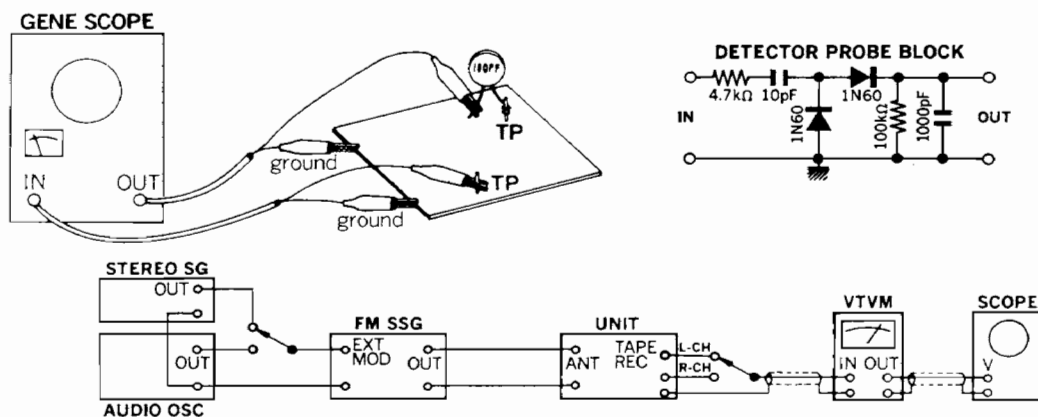 GENE SCOPE
IN
OUT
180PF
TP
ground
TP
ground
DETECTOR PROBE BLOCK
4.7kΩ 10pF 1N60
IN
1N60
100kΩ
1000pF
OUT
STEREO SG
OUT
OUT
AUDIO OSC
FM SSG
EXT MOD
OUT
UNIT
ANT
TAPE REC
L-CH
R-CH
VTVM
IN OUT
SCOPE
V